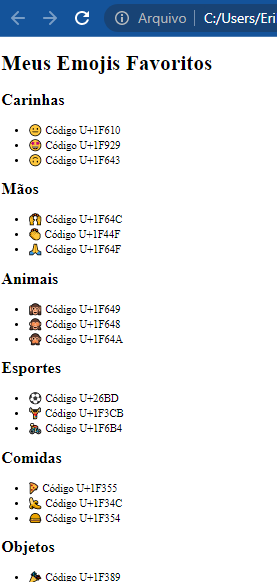 Arquivo | C:/Users/Eri
Meus Emojis Favoritos
Carinhas
• 😐 Código U+1F610
• 🤩 Código U+1F929
• 🙃 Código U+1F643
Mãos
• 🙌 Código U+1F64C
• 👏 Código U+1F44F
• 🙏 Código U+1F64F
Animais
• 🙉 Código U+1F649
• 🙈 Código U+1F648
• 🙊 Código U+1F64A
Esportes
• ⚽ Código U+26BD
• 🏋 Código U+1F3CB
• 🚴 Código U+1F6B4
Comidas
• 🍕 Código U+1F355
• 🍌 Código U+1F34C
• 🍔 Código U+1F354
Objetos
• 🎉 Código U+1F389